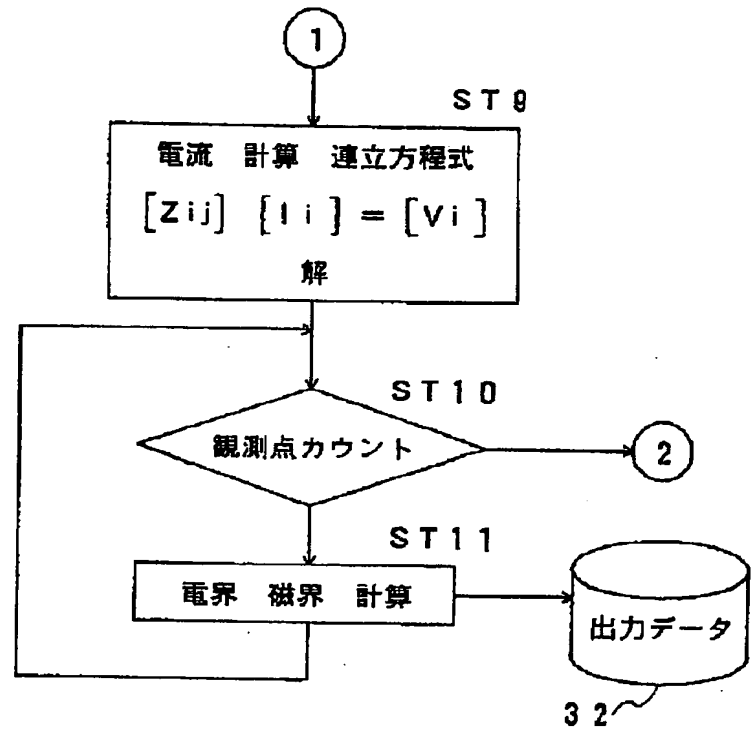 1
ST9
電流 計算 連立方程式
[Zij] [Ii] = [Vi]
解
ST10
観測点カウント
2
ST11
電界 磁界 計算
出力データ
32